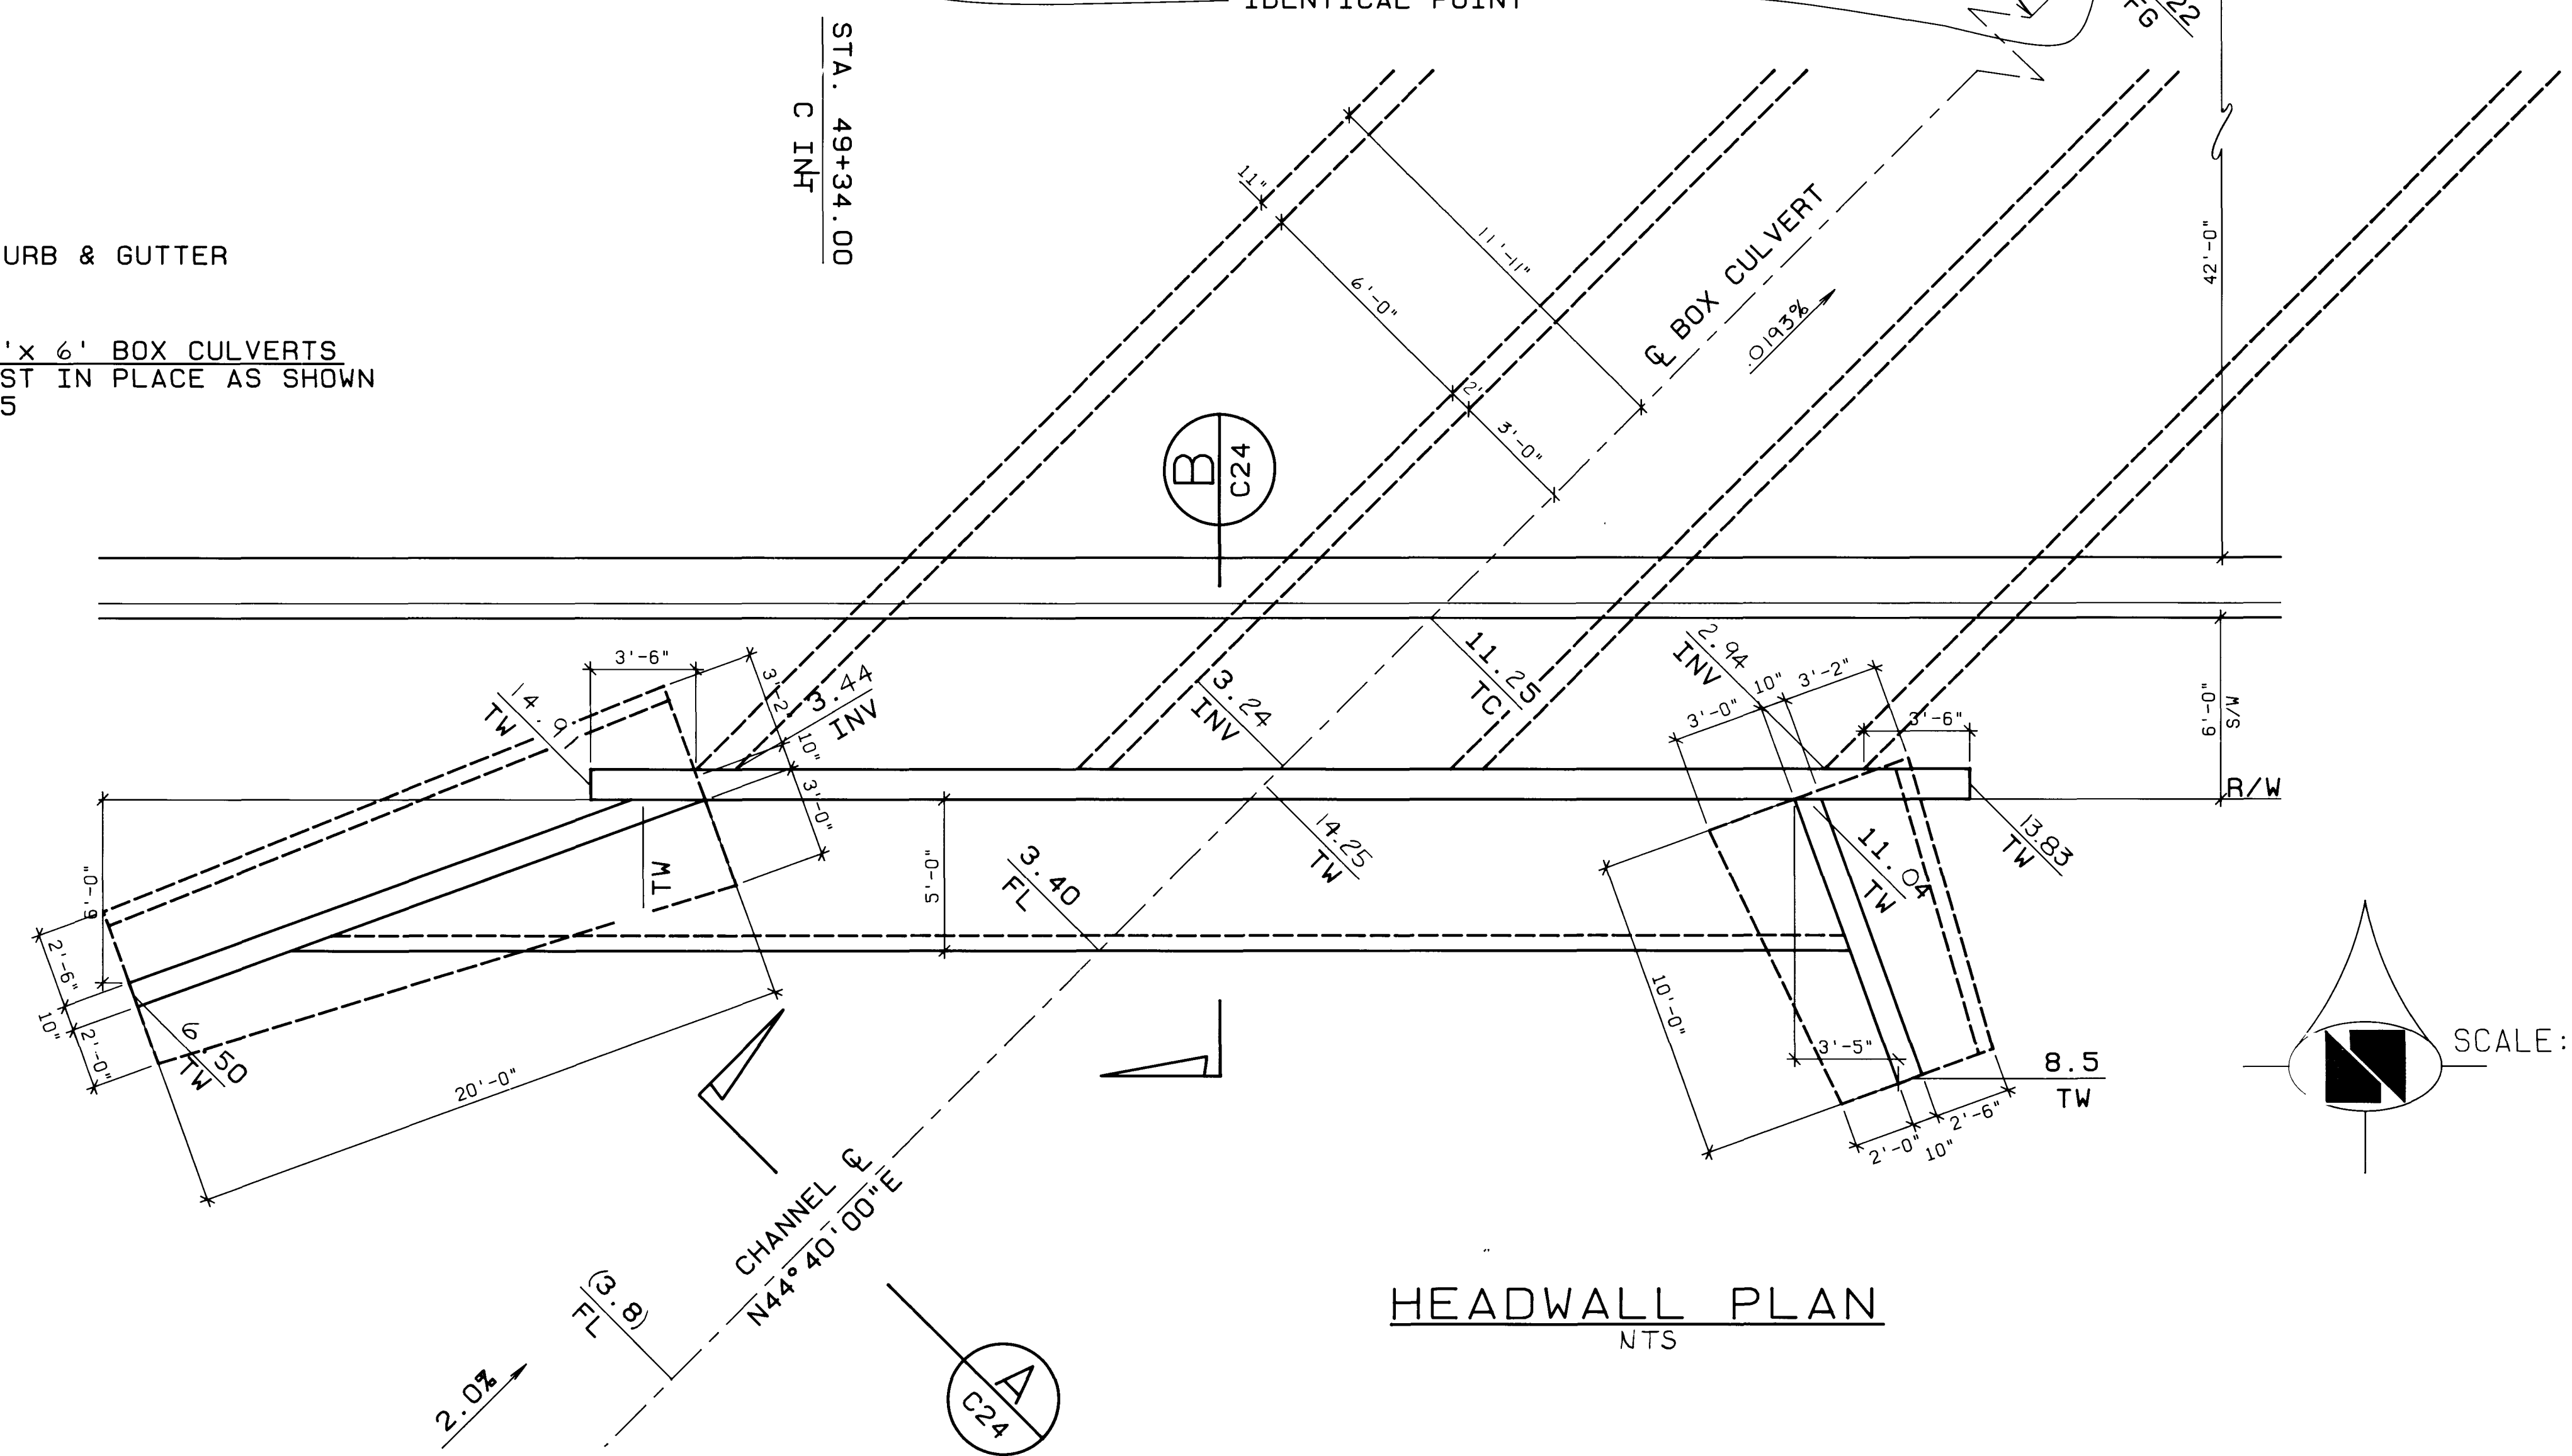 IDENTICAL POINT
22
FG
STA. 49+34.00
C INT
URB & GUTTER
'x 6' BOX CULVERTS
ST IN PLACE AS SHOWN
5
11"
11'-11"
6'-0"
2'
3'-0"
℄ BOX CULVERT
.0193%
42'-0"
B
C24
3'-6"
3'-2"
10"
3'-0"
14.91
TW
3.44
INV
3.24
INV
11.25
TC
2.94
INV
3'-0"
10"
3'-2"
3'-6"
6'-0"
S/W
R/W
6'-0"
5'-0"
TW
3.40
FL
14.25
TW
11.04
TW
13.83
TW
2'-6"
10"
2'-0"
6.50
TW
20'-0"
10'-0"
3'-5"
8.5
TW
2'-0"
10"
2'-6"
SCALE:
CHANNEL ℄
N44°40'00"E
(3.8)
FL
2.0%
A
C24
HEADWALL PLAN
NTS